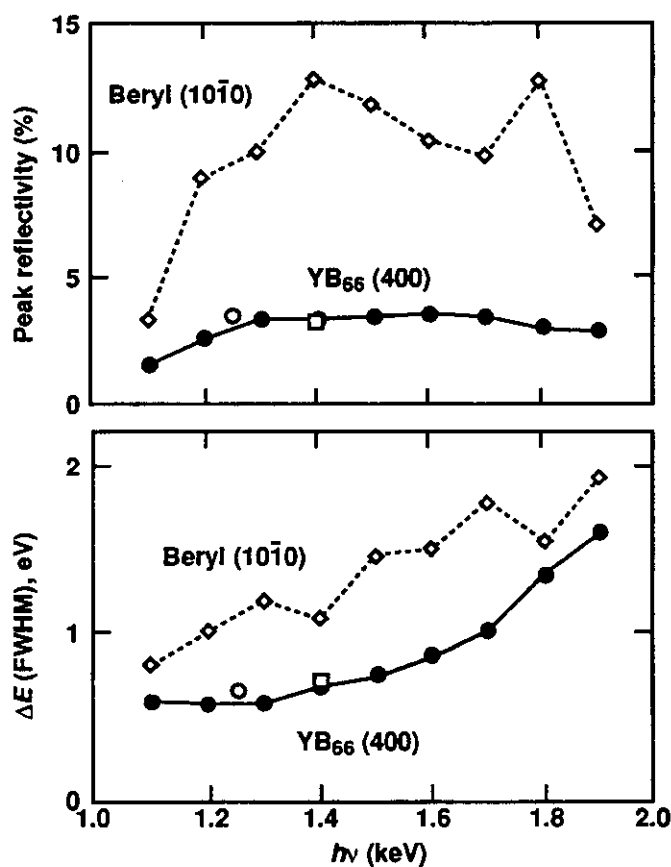 15
Beryl (101̄0)
10
Peak reflectivity (%)
YB₆₆ (400)
5
0
2
Beryl (101̄0)
ΔE (FWHM), eV
1
YB₆₆ (400)
0
1.0 1.2 1.4 1.6 1.8 2.0
hν (keV)